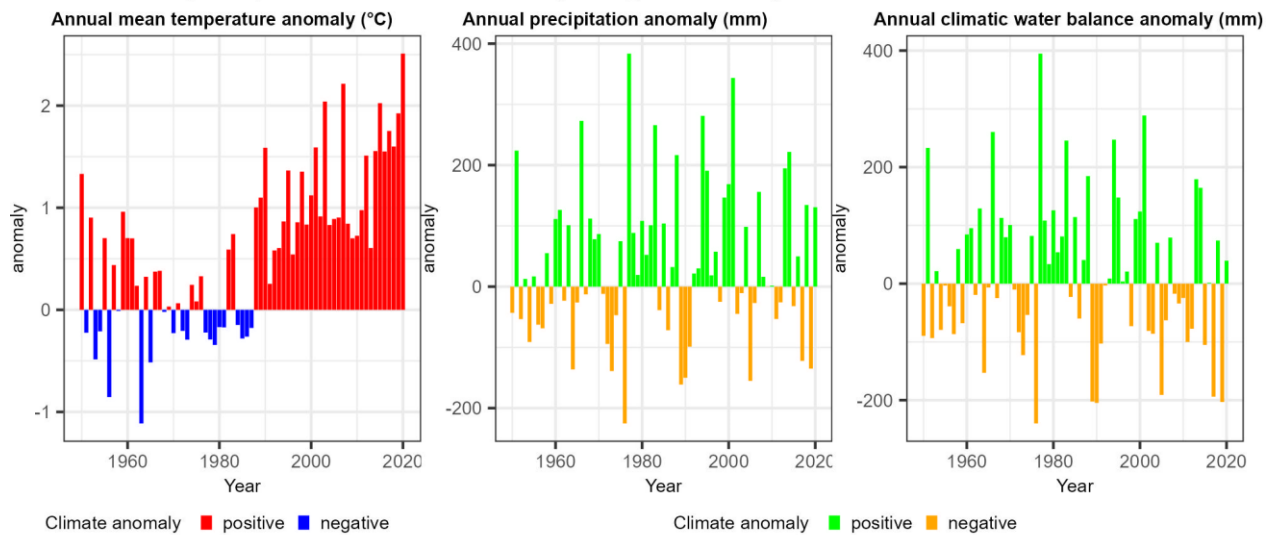 Annual mean temperature anomaly (°C)
2
1
0
-1
anomaly
1960 1980 2000 2020
Year
Climate anomaly positive negative
Annual precipitation anomaly (mm)
400
200
0
-200
anomaly
1960 1980 2000 202
Year
Annual climatic water balance anomaly (mm)
400
200
0
-200
anomaly
1960 1980 2000 2020
Year
Climate anomaly positive negative